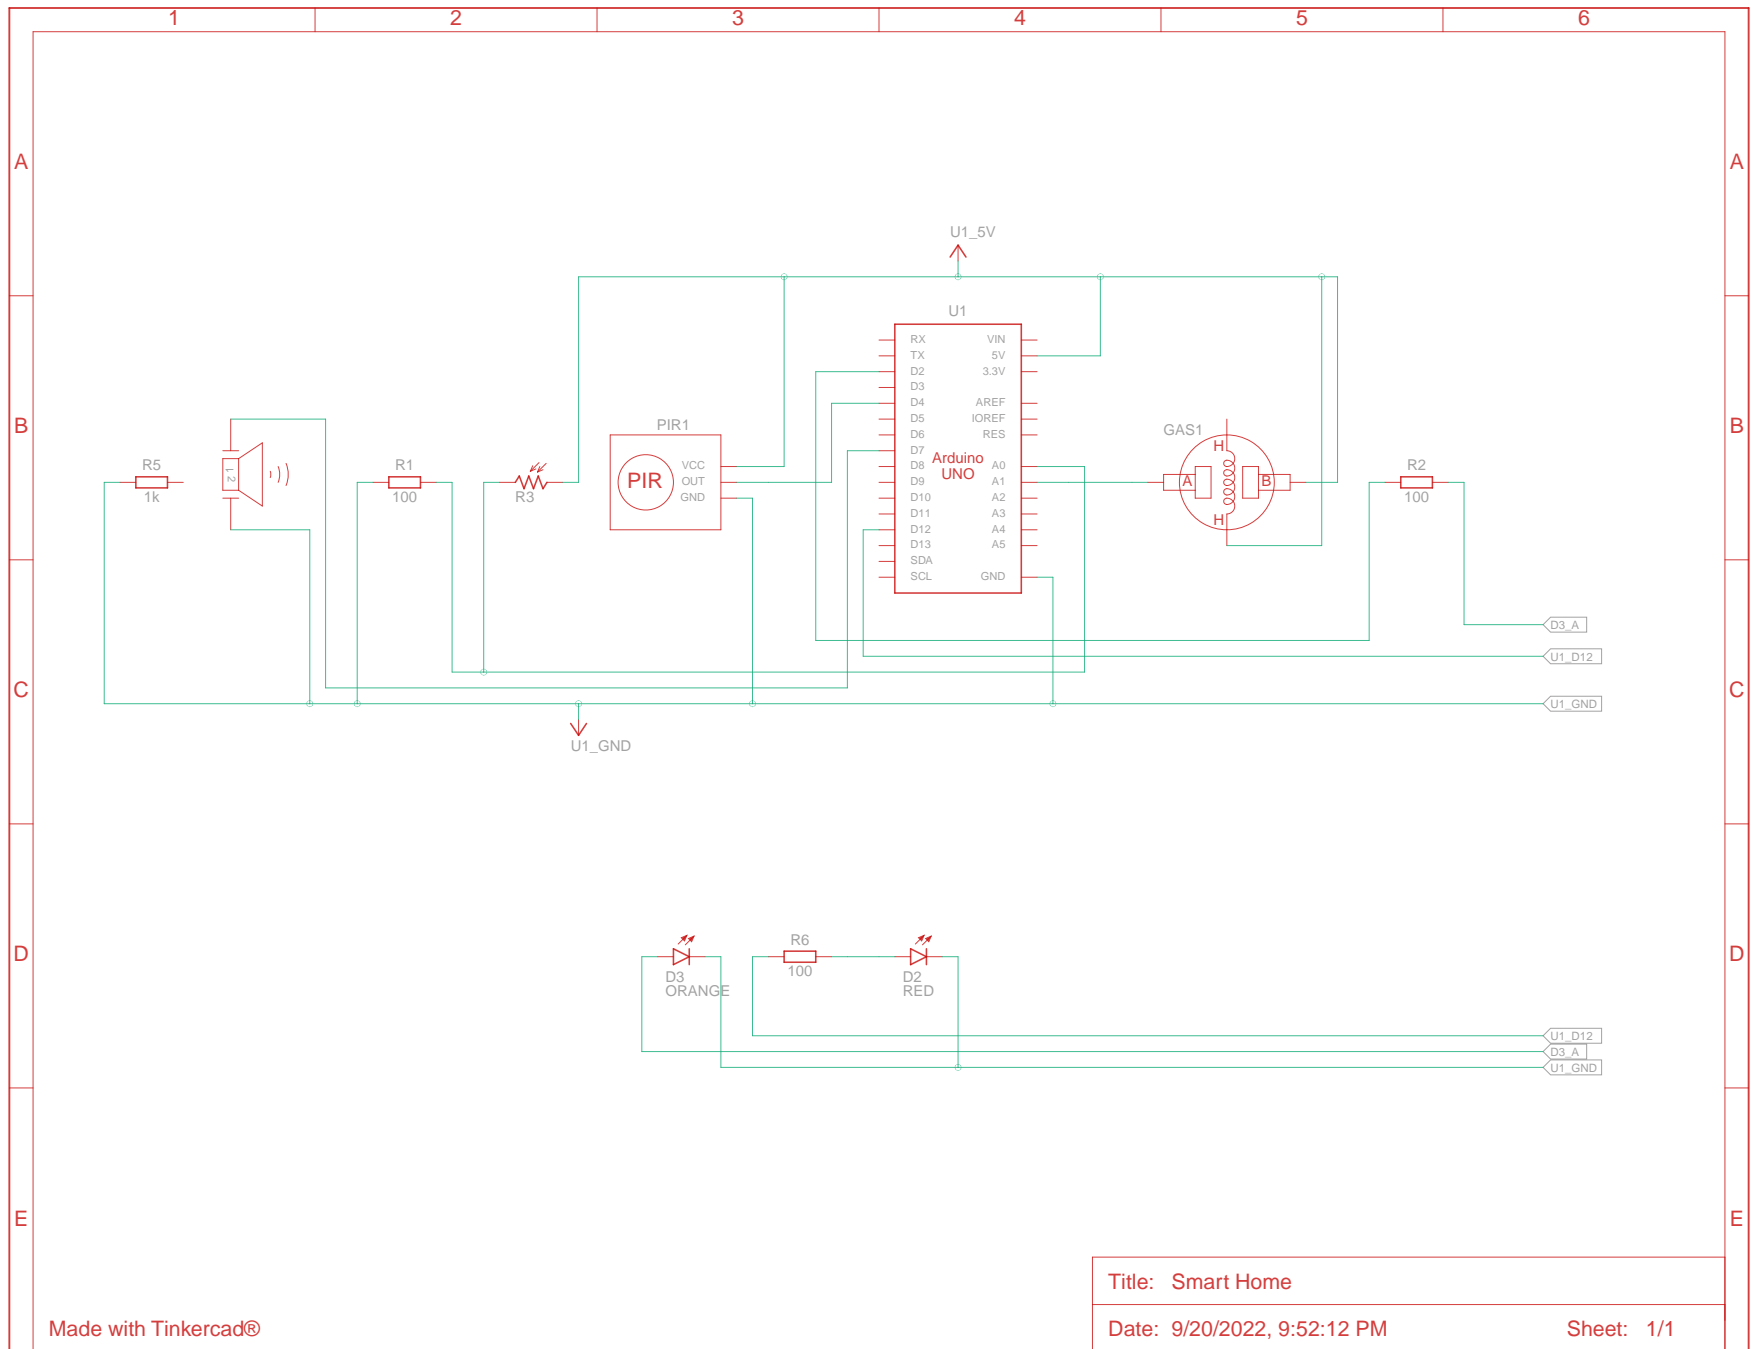 1 2 3 4 5 6
A A
U1_5V
U1
RX VIN
TX 5V
D2 3.3V
D3
D4 AREF
D5 IOREF
D6 RES
D7
D8 A0
D9 A1
D10 A2
D11 A3
D12 A4
D13 A5
SDA
SCL GND
Arduino
UNO
B B
PIR1
PIR
VCC
OUT
GND
GAS1
H
A B
H
R5
1k
1 2
R1
100
R3
R2
100
D3_A
U1_D12
C C
U1_GND
U1_GND
D D
D3
ORANGE
R6
100
D2
RED
U1_D12
D3_A
U1_GND
E E
Title: Smart Home
Made with Tinkercad®
Date: 9/20/2022, 9:52:12 PM Sheet: 1/1